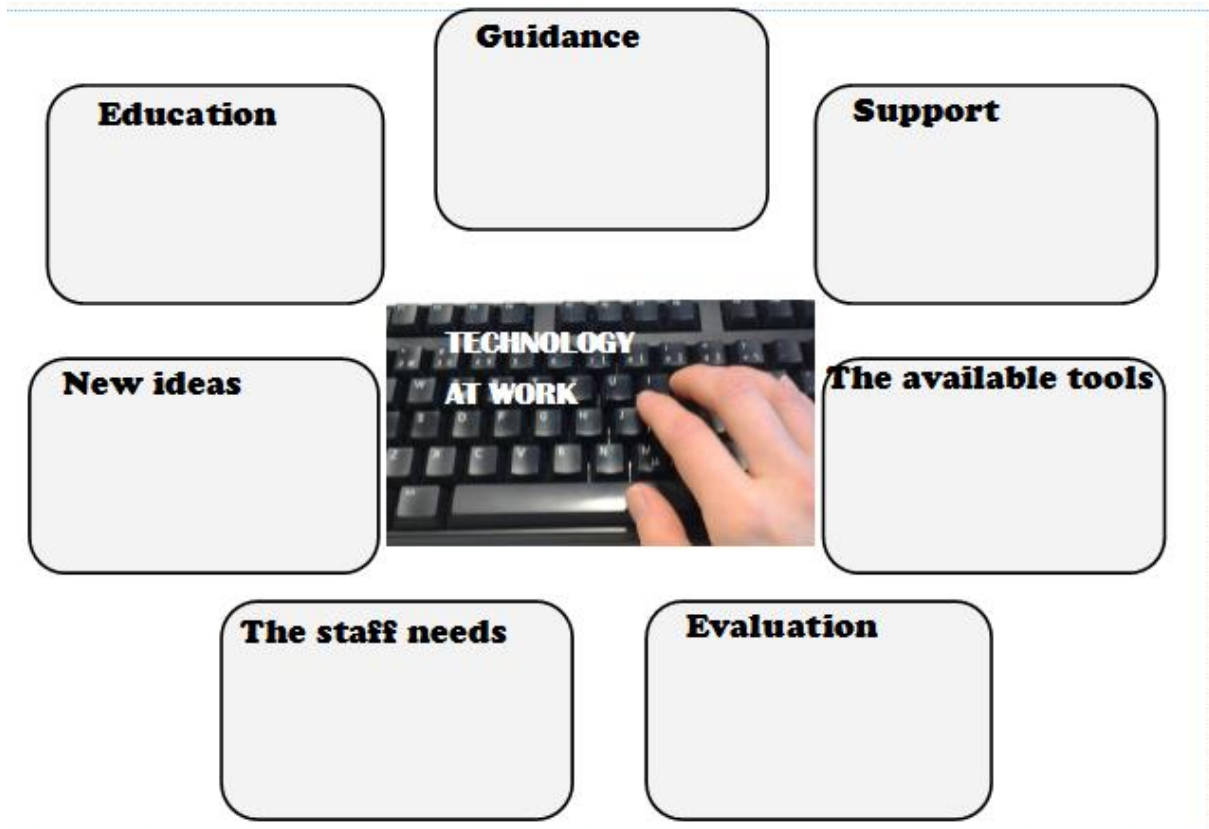 Guidance
Education
Support
TECHNOLOGY
AT WORK
New ideas
The available tools
The staff needs
Evaluation